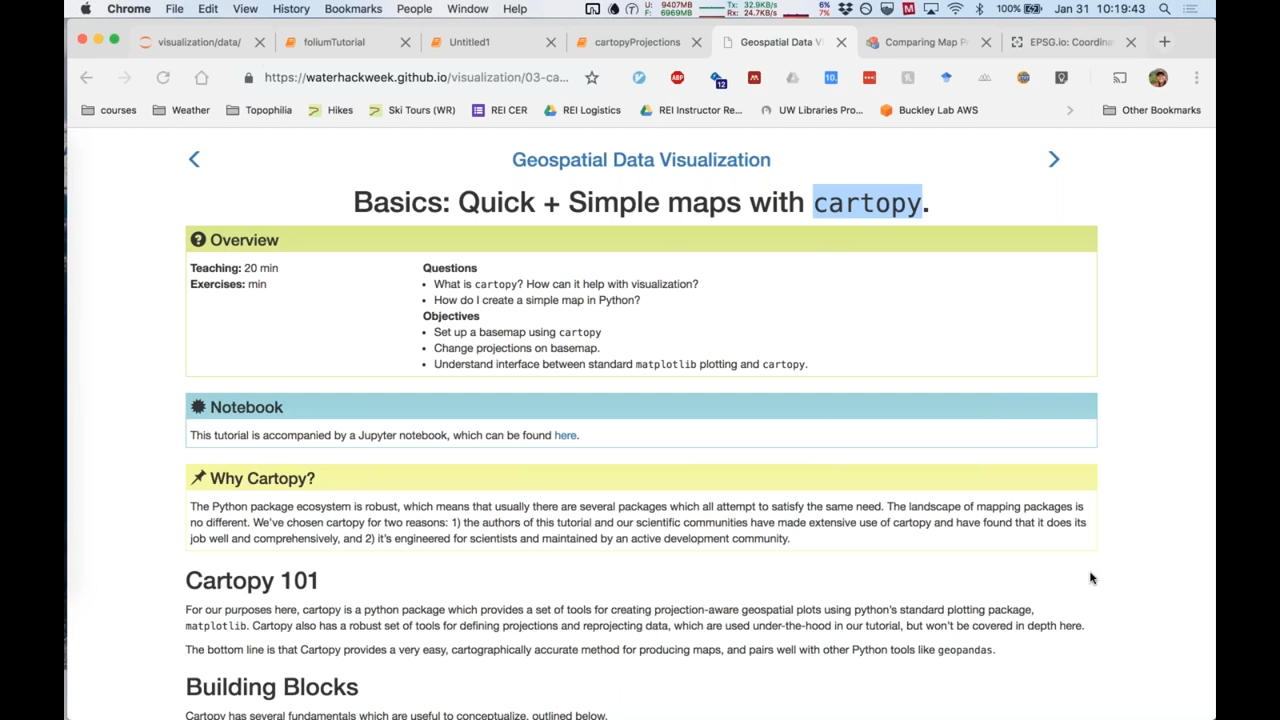 Chrome File Edit View History Bookmarks People Window Help U: 9407MB F: 6969MB Tx: 32.9KB/s Rx: 24.7KB/s 6% 7% 100% Jan 31 10:19:43
visualization/data/ foliumTutorial Untitled1 cartopyProjections Geospatial Data V Comparing Map P EPSG.io: Coordina
https://waterhackweek.github.io/visualization/03-ca... ABP 12 10.
courses Weather Topophilia Hikes Ski Tours (WR) REI CER REI Logistics REI Instructor Re... UW Libraries Pro... Buckley Lab AWS Other Bookmarks
Geospatial Data Visualization
Basics: Quick + Simple maps with cartopy.
Overview
Teaching: 20 min
Exercises: min
Questions
• What is cartopy? How can it help with visualization?
• How do I create a simple map in Python?
Objectives
• Set up a basemap using cartopy
• Change projections on basemap.
• Understand interface between standard matplotlib plotting and cartopy.
Notebook
This tutorial is accompanied by a Jupyter notebook, which can be found here.
Why Cartopy?
The Python package ecosystem is robust, which means that usually there are several packages which all attempt to satisfy the same need. The landscape of mapping packages is
no different. We've chosen cartopy for two reasons: 1) the authors of this tutorial and our scientific communities have made extensive use of cartopy and have found that it does its
job well and comprehensively, and 2) it's engineered for scientists and maintained by an active development community.
Cartopy 101
For our purposes here, cartopy is a python package which provides a set of tools for creating projection-aware geospatial plots using python's standard plotting package,
matplotlib. Cartopy also has a robust set of tools for defining projections and reprojecting data, which are used under-the-hood in our tutorial, but won't be covered in depth here.
The bottom line is that Cartopy provides a very easy, cartographically accurate method for producing maps, and pairs well with other Python tools like geopandas.
Building Blocks
Cartopy has several fundamentals which are useful to conceptualize, outlined below.